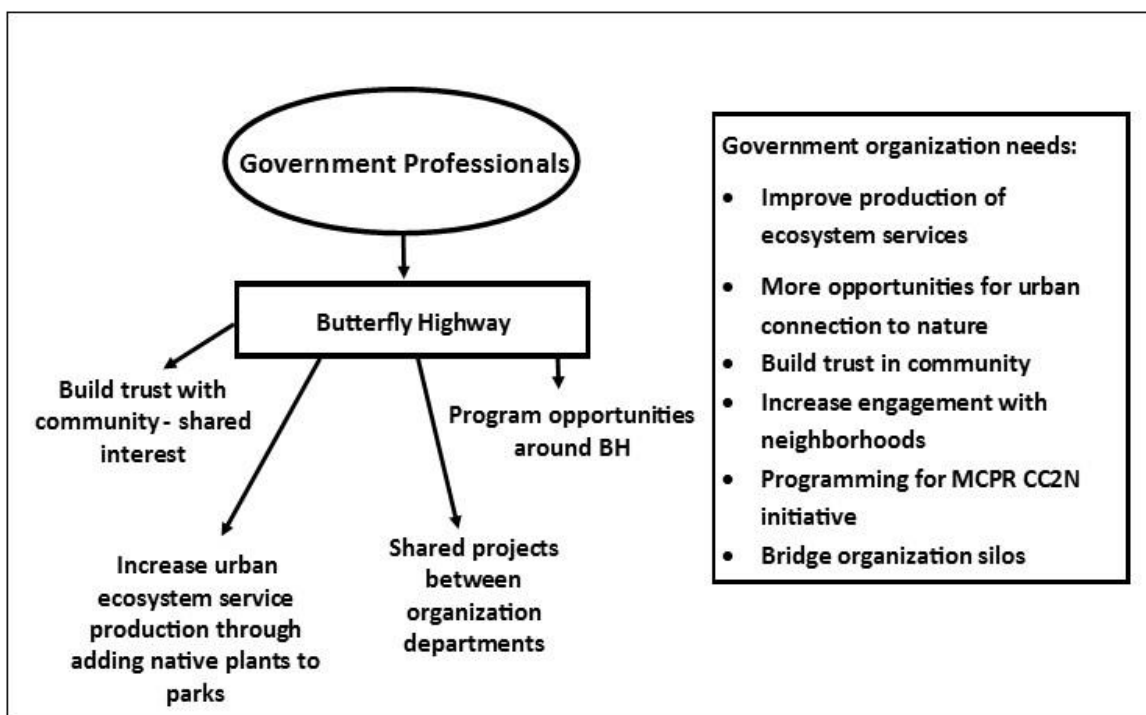 Government Professionals
Butterfly Highway
Build trust with
community - shared
interest
Increase urban
ecosystem service
production through
adding native plants to
parks
Shared projects
between
organization
departments
Program opportunities
around BH
Government organization needs:
• Improve production of
ecosystem services
• More opportunities for urban
connection to nature
• Build trust in community
• Increase engagement with
neighborhoods
• Programming for MCPR CC2N
initiative
• Bridge organization silos